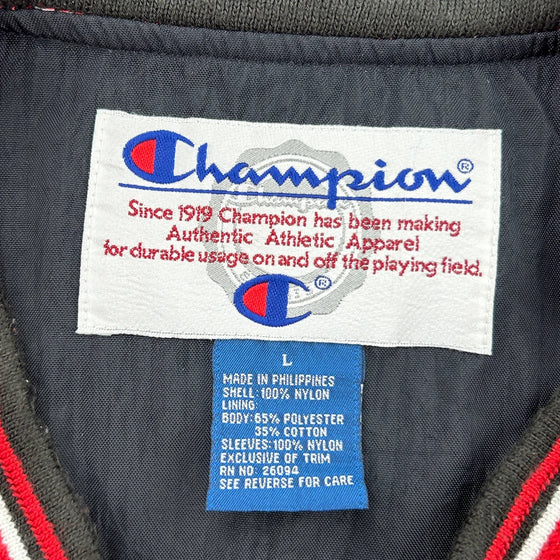 Champion®
Since 1919 Champion has been making
Authentic Athletic Apparel
for durable usage on and off the playing field.
®
L
MADE IN PHILIPPINES
SHELL: 100% NYLON
LINING:
BODY: 65% POLYESTER
35% COTTON
SLEEVES: 100% NYLON
EXCLUSIVE OF TRIM
RN NO: 26094
SEE REVERSE FOR CARE